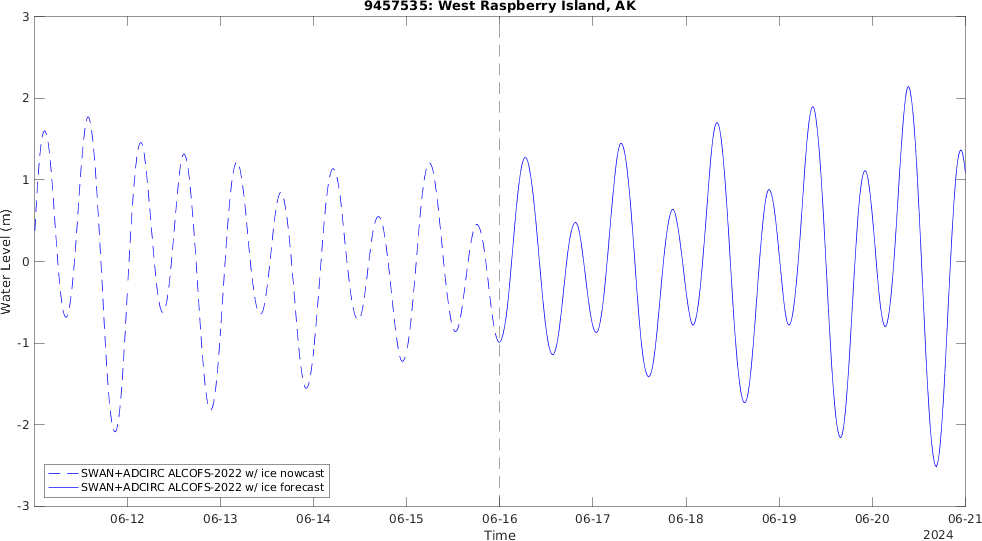 9457535: West Raspberry Island, AK
3
2
1
0
-1
-2
-3
Water Level (m)
SWAN+ADCIRC ALCOFS-2022 w/ ice nowcast
SWAN+ADCIRC ALCOFS-2022 w/ ice forecast
06-12 06-13 06-14 06-15 06-16 06-17 06-18 06-19 06-20 06-21
Time
2024